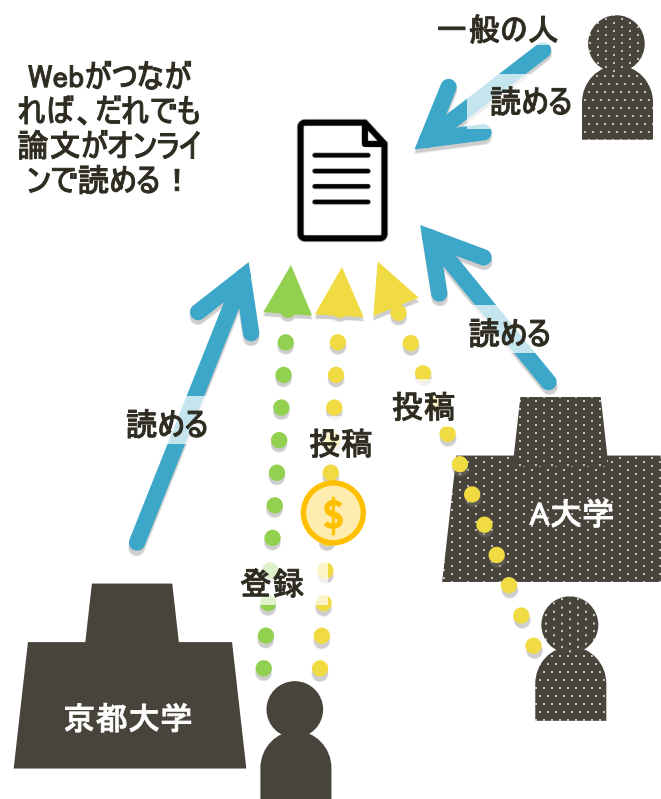 一般の人
Webがつなが
れば、だれでも
論文がオンライ
ンで読める！
読める
読める
投稿
読める
投稿
$
A大学
登録
京都大学